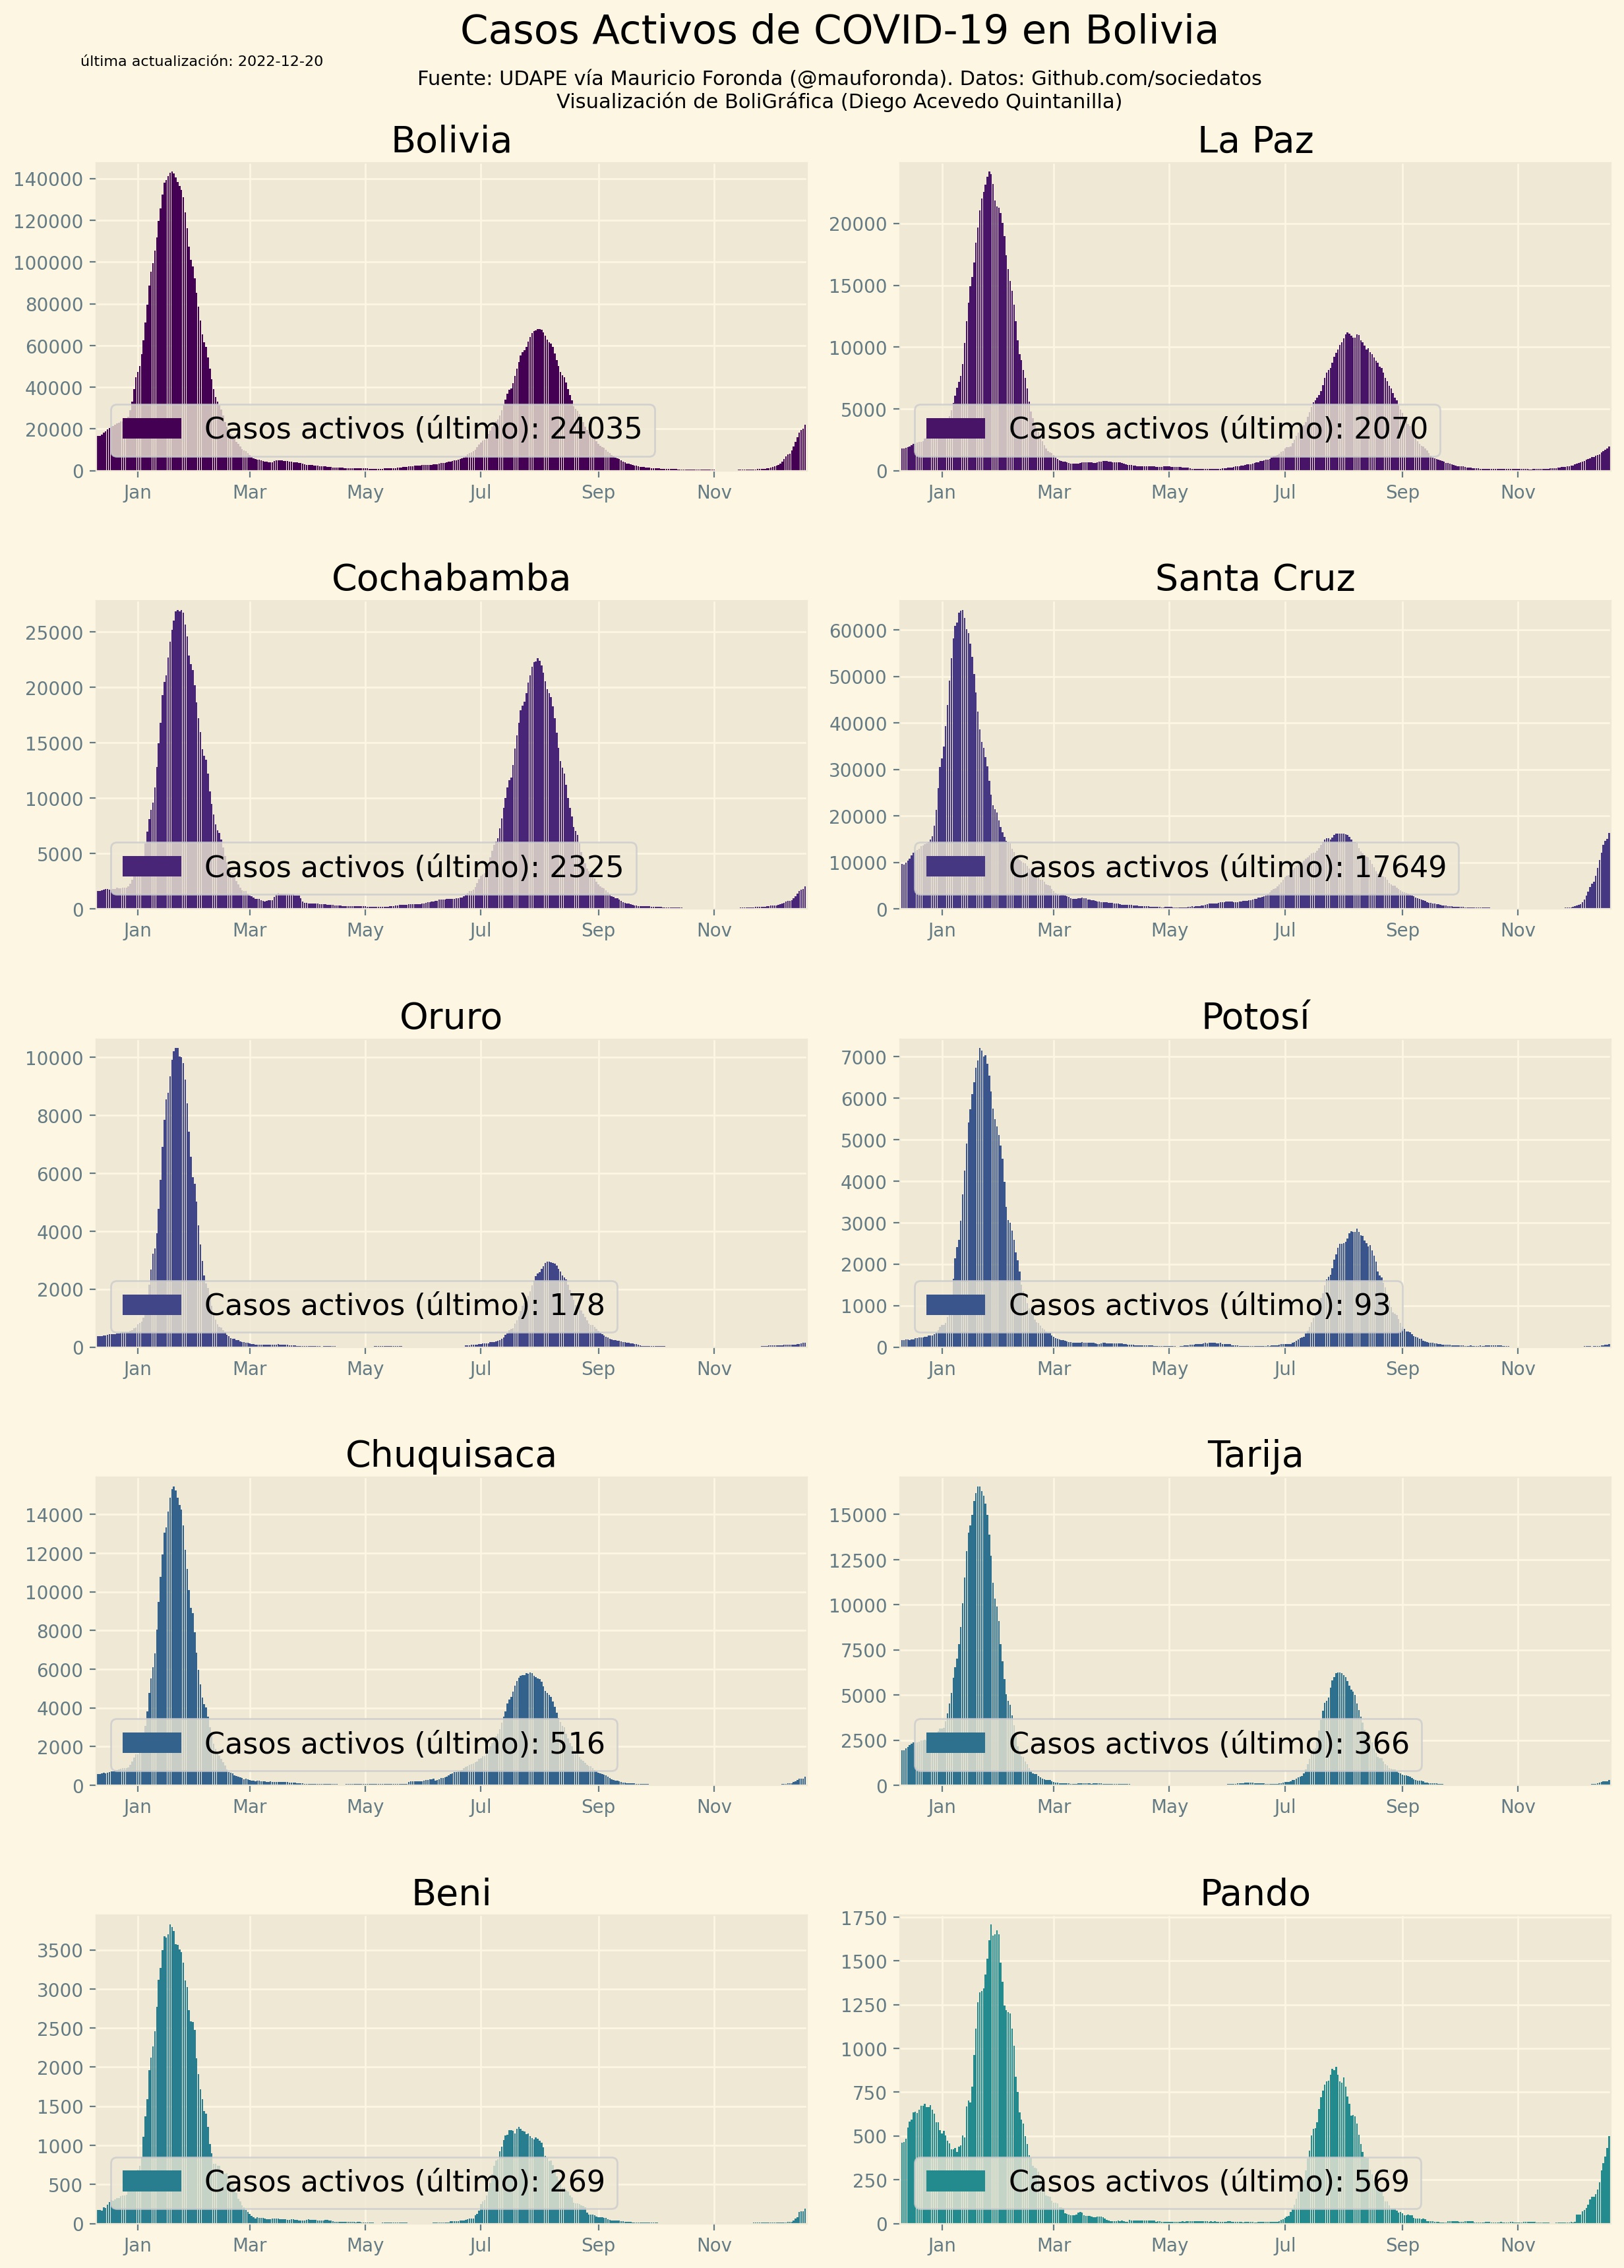 Casos Activos de COVID-19 en Bolivia
última actualización: 2022-12-20
Fuente: UDAPE vía Mauricio Foronda (@mauforonda). Datos: Github.com/sociedatos
Visualización de BoliGráfica (Diego Acevedo Quintanilla)
Bolivia
140000
120000
100000
80000
60000
40000
20000
0
Casos activos (último): 24035
Jan Mar May Jul Sep Nov
La Paz
20000
15000
10000
5000
0
Casos activos (último): 2070
Jan Mar May Jul Sep Nov
Cochabamba
25000
20000
15000
10000
5000
0
Casos activos (último): 2325
Jan Mar May Jul Sep Nov
Santa Cruz
60000
50000
40000
30000
20000
10000
0
Casos activos (último): 17649
Jan Mar May Jul Sep Nov
Oruro
10000
8000
6000
4000
2000
0
Casos activos (último): 178
Jan Mar May Jul Sep Nov
Potosí
7000
6000
5000
4000
3000
2000
1000
0
Casos activos (último): 93
Jan Mar May Jul Sep Nov
Chuquisaca
14000
12000
10000
8000
6000
4000
2000
0
Casos activos (último): 516
Jan Mar May Jul Sep Nov
Tarija
15000
12500
10000
7500
5000
2500
0
Casos activos (último): 366
Jan Mar May Jul Sep Nov
Beni
3500
3000
2500
2000
1500
1000
500
0
Casos activos (último): 269
Jan Mar May Jul Sep Nov
Pando
1750
1500
1250
1000
750
500
250
0
Casos activos (último): 569
Jan Mar May Jul Sep Nov